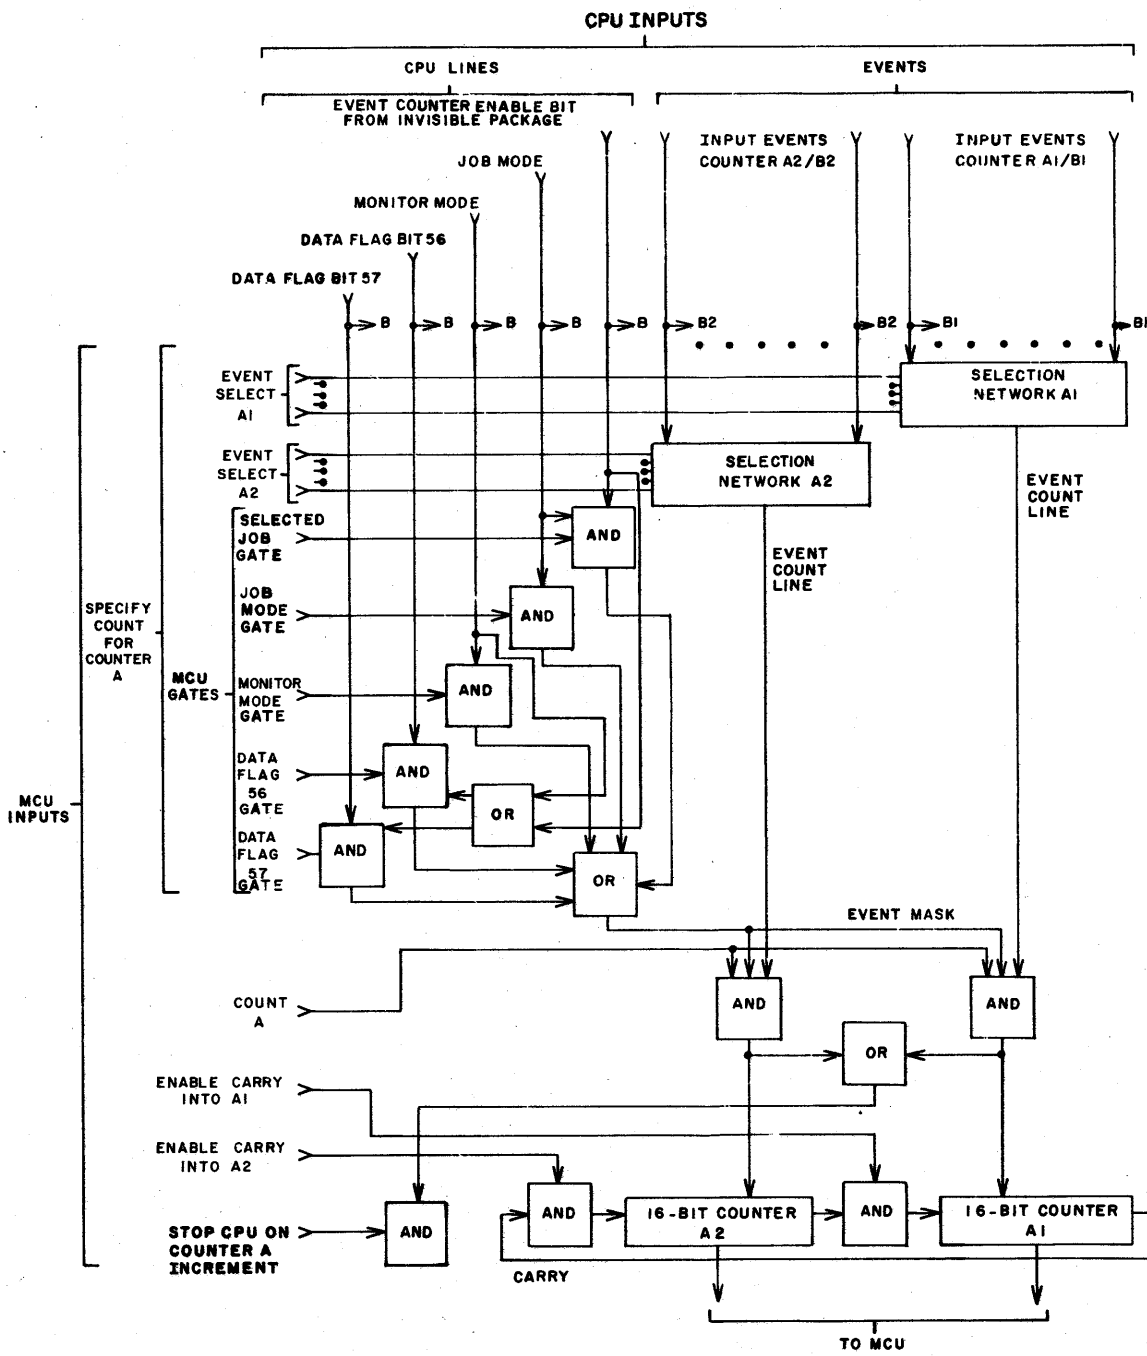 CPU INPUTS
CPU LINES
EVENTS
EVENT COUNTER ENABLE BIT
FROM INVISIBLE PACKAGE
INPUT EVENTS
COUNTER A2/B2
INPUT EVENTS
COUNTER A1/B1
JOB MODE
MONITOR MODE
DATA FLAG BIT 56
DATA FLAG BIT 57
B
B
B
B
B
B2
B2
B1
B1
EVENT
SELECT
A1
SELECTION
NETWORK A1
EVENT
SELECT
A2
SELECTION
NETWORK A2
EVENT
COUNT
LINE
SELECTED
JOB
GATE
AND
EVENT
COUNT
LINE
JOB
MODE
GATE
AND
SPECIFY
COUNT
FOR
COUNTER
A
MCU
GATES
MONITOR
MODE
GATE
AND
DATA
FLAG
56
GATE
AND
OR
MCU
INPUTS
DATA
FLAG
57
GATE
AND
OR
EVENT MASK
COUNT
A
AND
AND
OR
ENABLE CARRY
INTO A1
ENABLE CARRY
INTO A2
STOP CPU ON
COUNTER A
INCREMENT
AND
AND
16-BIT COUNTER
A2
AND
16-BIT COUNTER
A1
CARRY
TO MCU